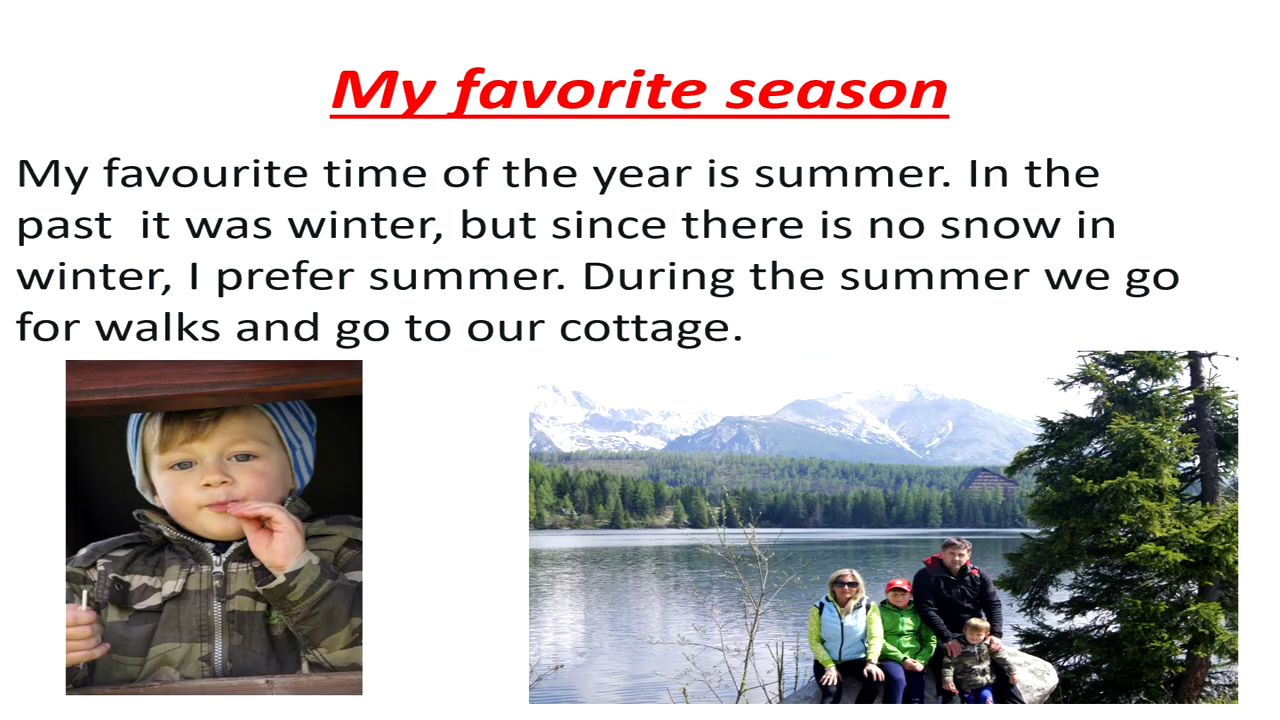 My favorite season
My favourite time of the year is summer. In the
past  it was winter, but since there is no snow in
winter, I prefer summer. During the summer we go
for walks and go to our cottage.